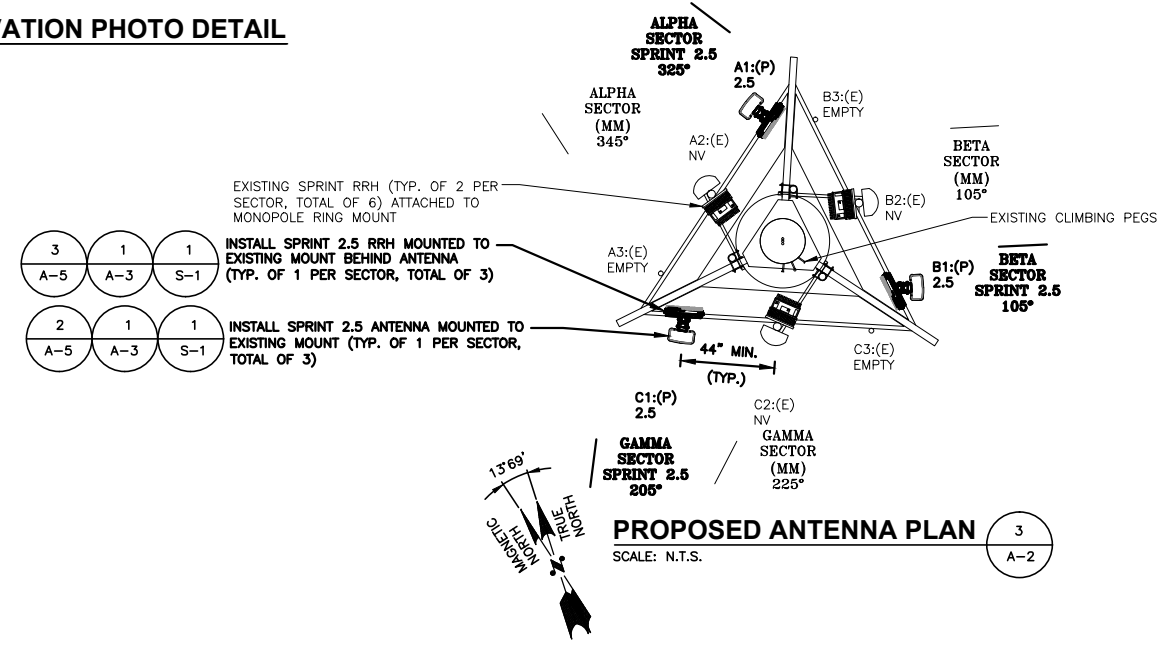 VATION PHOTO DETAIL
ALPHA
SECTOR
SPRINT 2.5
325°
A1:(P)
2.5
B3:(E)
EMPTY
ALPHA
SECTOR
(MM)
345°
A2:(E)
NV
BETA
SECTOR
(MM)
105°
EXISTING SPRINT RRH (TYP. OF 2 PER
SECTOR, TOTAL OF 6) ATTACHED TO
MONOPOLE RING MOUNT
B2:(E)
NV
EXISTING CLIMBING PEGS
3
A-5
1
A-3
1
S-1
INSTALL SPRINT 2.5 RRH MOUNTED TO
EXISTING MOUNT BEHIND ANTENNA
(TYP. OF 1 PER SECTOR, TOTAL OF 3)
A3:(E)
EMPTY
B1:(P)
2.5
BETA
SECTOR
SPRINT 2.5
105°
2
A-5
1
A-3
1
S-1
INSTALL SPRINT 2.5 ANTENNA MOUNTED TO
EXISTING MOUNT (TYP. OF 1 PER SECTOR,
TOTAL OF 3)
44" MIN.
(TYP.)
C3:(E)
EMPTY
C1:(P)
2.5
C2:(E)
NV
GAMMA
SECTOR
SPRINT 2.5
205°
GAMMA
SECTOR
(MM)
225°
13°69'
MAGNETIC
NORTH
TRUE
NORTH
N
PROPOSED ANTENNA PLAN
SCALE: N.T.S.
3
A-2